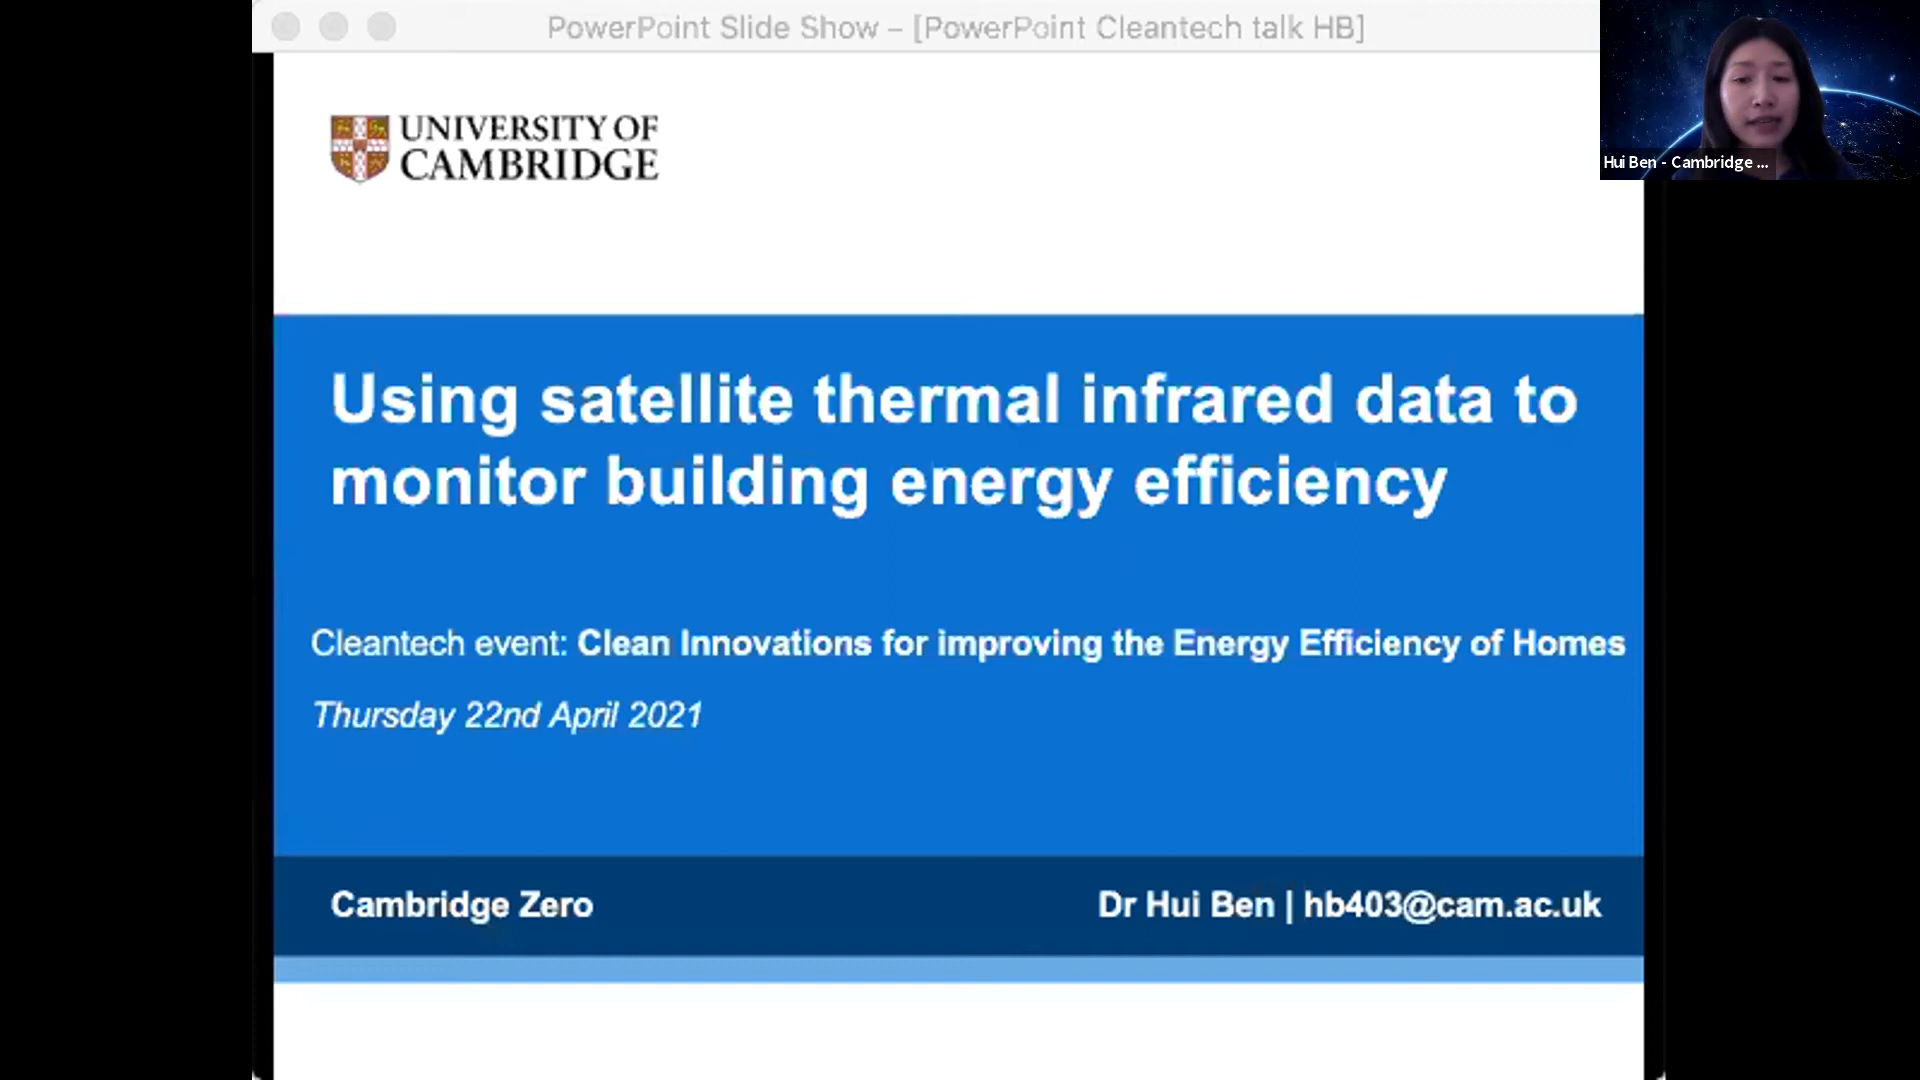 PowerPoint Slide Show – [PowerPoint Cleantech talk HB]
Hui Ben - Cambridge ...
UNIVERSITY OF
CAMBRIDGE
Using satellite thermal infrared data to
monitor building energy efficiency
Cleantech event: Clean Innovations for improving the Energy Efficiency of Homes
Thursday 22nd April 2021
Cambridge Zero
Dr Hui Ben | hb403@cam.ac.uk